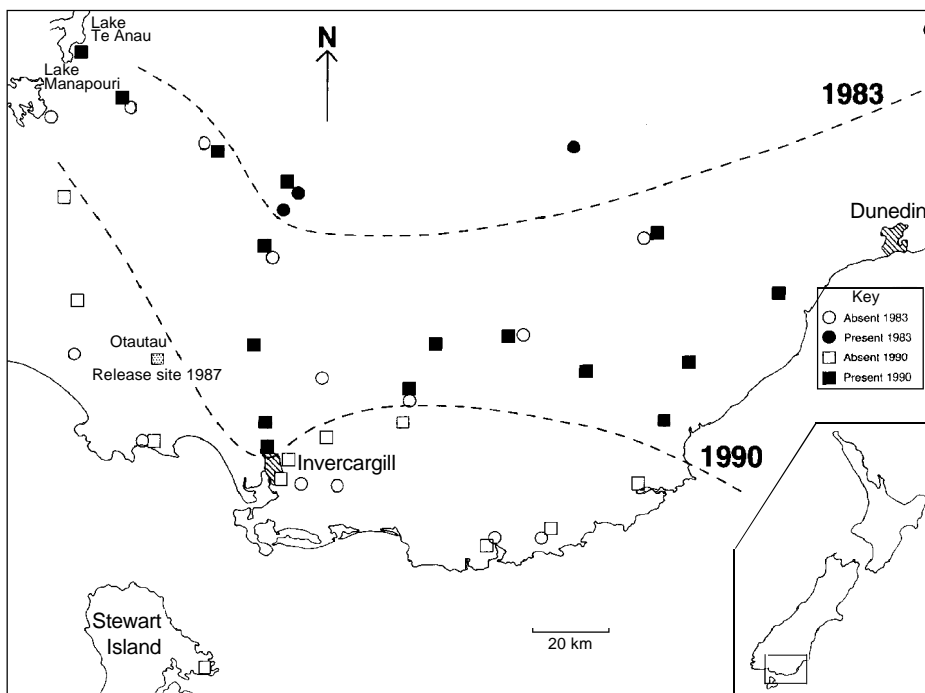 Lake
Te Anau
Lake
Manapouri
N
1983
Dunedin
Key
Absent 1983
Present 1983
Absent 1990
Present 1990
Otautau
Release site 1987
1990
Invercargill
Stewart
Island
20 km